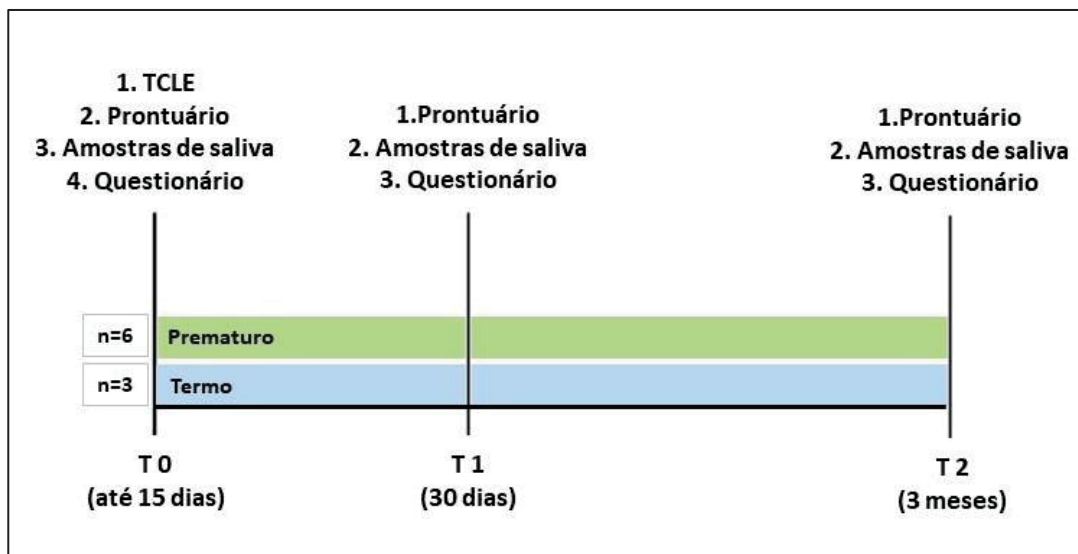 1. TCLE
2. Prontuário
3. Amostras de saliva
4. Questionário
1.Prontuário
2. Amostras de saliva
3. Questionário
1.Prontuário
2. Amostras de saliva
3. Questionário
n=6
Prematuro
n=3
Termo
T 0
(até 15 dias)
T 1
(30 dias)
T 2
(3 meses)